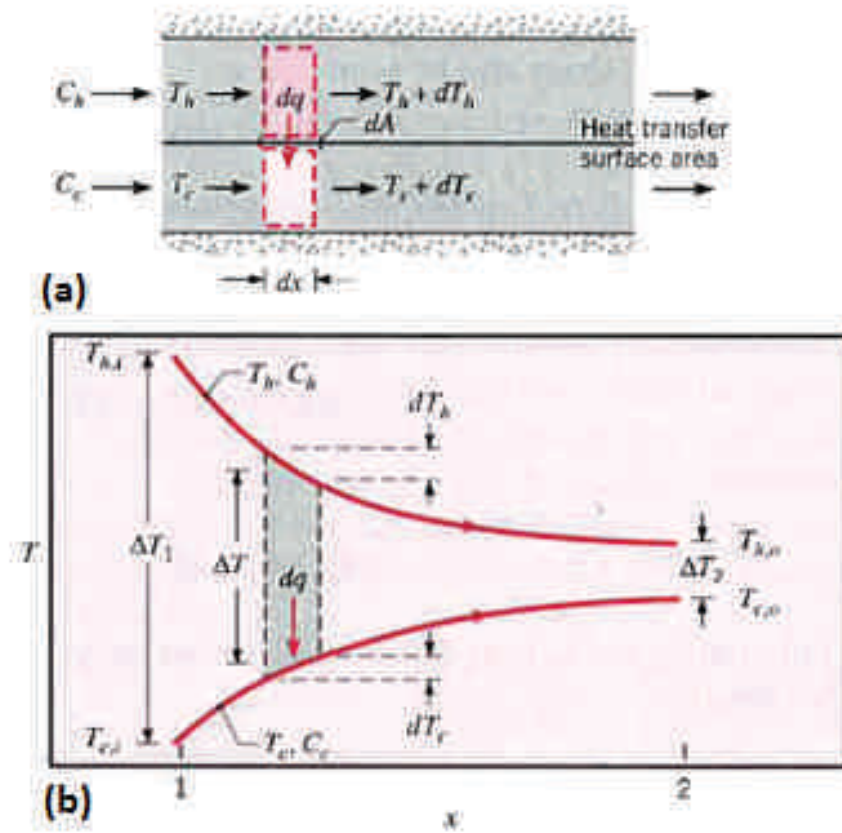 C_h T_h dq T_h + dT_h
dA
Heat transfer
surface area
C_c T_c T_c + dT_c
dx
(a)
T_h,i
T_h, C_h
dT_h
T
ΔT_1
ΔT
dq
T_h,o
ΔT_2
T_c,o
T_c,i
T_c, C_c
dT_c
1 2
(b)
x